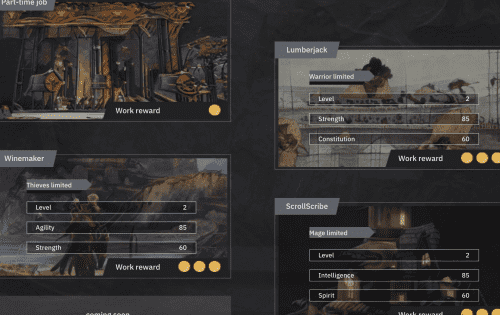 Part-time job
Work reward
Lumberjack
Warrior limited
Level 2
Strength 85
Constitution 60
Work reward
Winemaker
Thieves limited
Level 2
Agility 85
Strength 60
Work reward
ScrollScribe
Mage limited
Level 2
Intelligence 85
Spirit 60
Work reward
coming soon